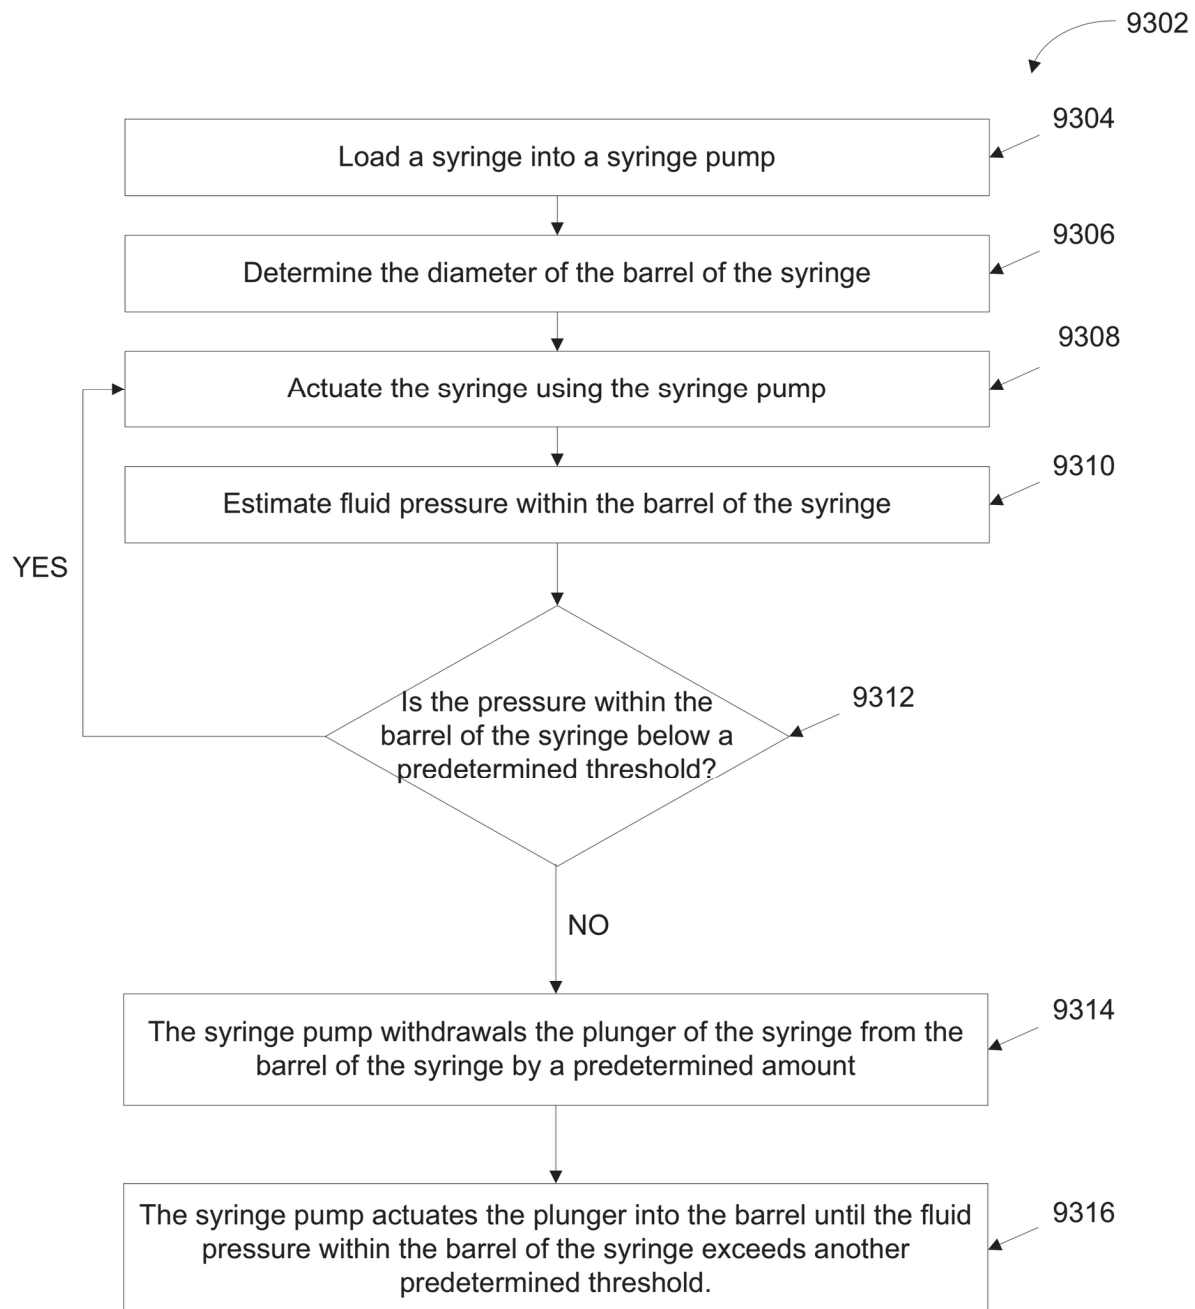 9302
9304
Load a syringe into a syringe pump
9306
Determine the diameter of the barrel of the syringe
9308
Actuate the syringe using the syringe pump
9310
Estimate fluid pressure within the barrel of the syringe
YES
9312
Is the pressure within the
barrel of the syringe below a
predetermined threshold?
NO
9314
The syringe pump withdrawals the plunger of the syringe from the
barrel of the syringe by a predetermined amount
9316
The syringe pump actuates the plunger into the barrel until the fluid
pressure within the barrel of the syringe exceeds another
predetermined threshold.